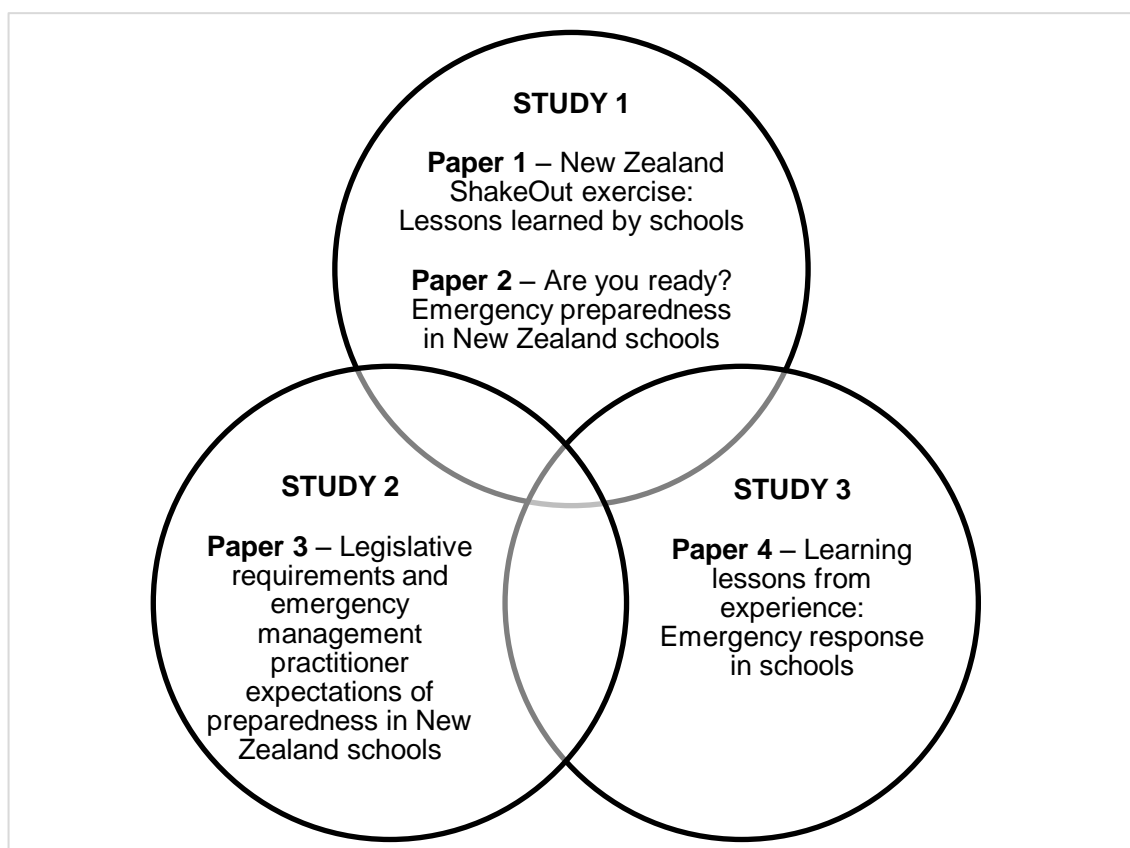 STUDY 1
Paper 1 – New Zealand
ShakeOut exercise:
Lessons learned by schools
Paper 2 – Are you ready?
Emergency preparedness
in New Zealand schools
STUDY 2
Paper 3 – Legislative
requirements and
emergency
management
practitioner
expectations of
preparedness in New
Zealand schools
STUDY 3
Paper 4 – Learning
lessons from
experience:
Emergency response
in schools